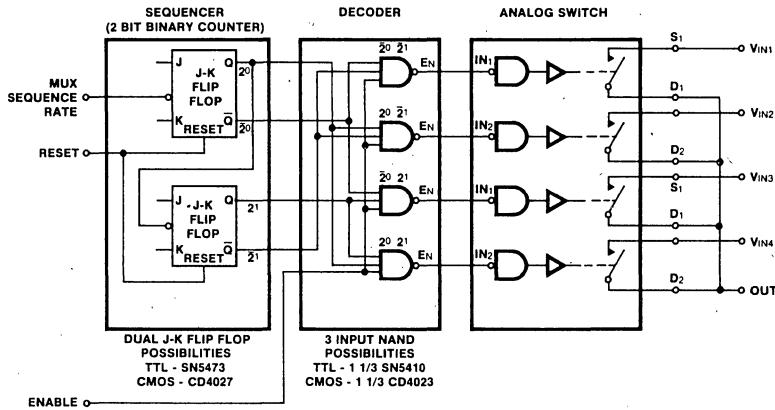 SEQUENCER
(2 BIT BINARY COUNTER)
DECODER
ANALOG SWITCH
MUX
SEQUENCE
RATE
RESET
J Q
J-K
FLIP
FLOP
K Q̅
RESET
2⁰
2̅⁰
J Q
J-K
FLIP
FLOP
K Q̅
RESET
2¹
2̅¹
2̅⁰ 2̅¹
EN
2⁰ 2̅¹
EN
2̅⁰ 2¹
EN
2⁰ 2¹
EN
IN1
IN2
IN1
IN2
S1
VIN1
D1
VIN2
D2
S1
VIN3
D1
VIN4
D2
OUT
DUAL J-K FLIP FLOP
POSSIBILITIES
TTL - SN5473
CMOS - CD4027
3 INPUT NAND
POSSIBILITIES
TTL - 1 1/3 SN5410
CMOS - 1 1/3 CD4023
ENABLE